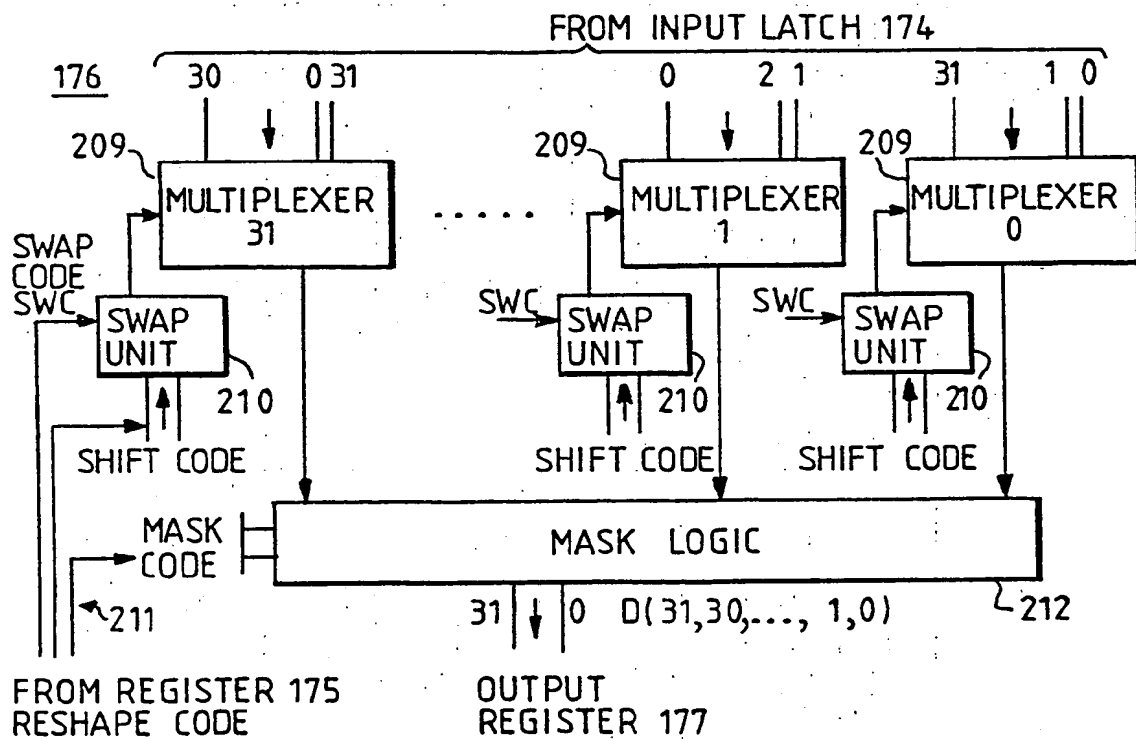 FROM INPUT LATCH 174
176
30 0 31 0 2 1 31 1 0
209 209 209
MULTIPLEXER 31
..... 
MULTIPLEXER 1
MULTIPLEXER 0
SWAP CODE SWC
SWC
SWC
SWAP UNIT
SWAP UNIT
SWAP UNIT
210 210 210
SHIFT CODE SHIFT CODE SHIFT CODE
MASK CODE
MASK LOGIC
211
31 0 D(31,30,..., 1,0)
212
FROM REGISTER 175
RESHAPE CODE
OUTPUT
REGISTER 177